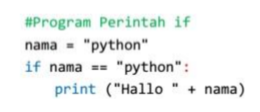 #Program Perintah if
nama = "python"
if nama == "python":
print ("Hallo " + nama)